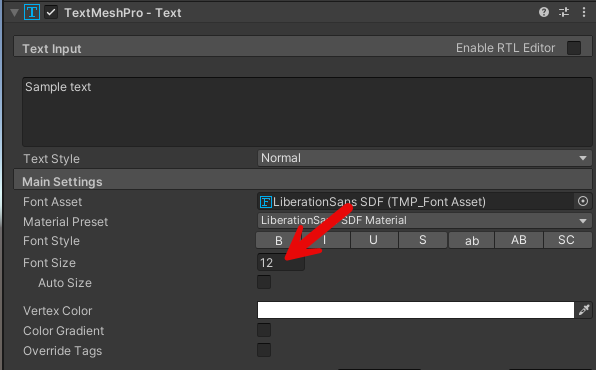 TextMeshPro - Text
Text Input
Enable RTL Editor
Sample text
Text Style Normal
Main Settings
Font Asset LiberationSans SDF (TMP_Font Asset)
Material Preset LiberationSans SDF Material
Font Style B I U S ab AB SC
Font Size 12
Auto Size
Vertex Color
Color Gradient
Override Tags